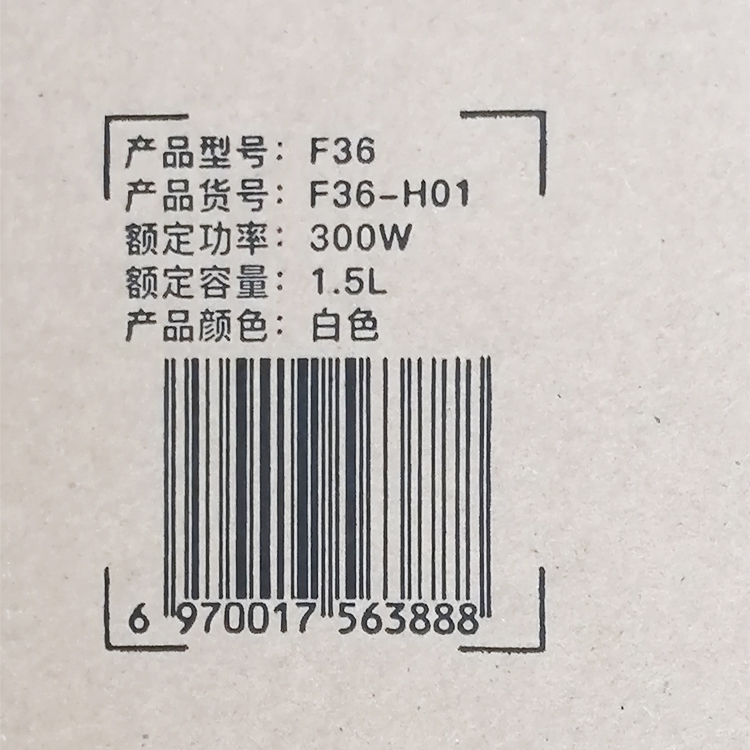 产品型号：F36
产品货号：F36-H01
额定功率：300W
额定容量：1.5L
产品颜色：白色
6 970017 563888